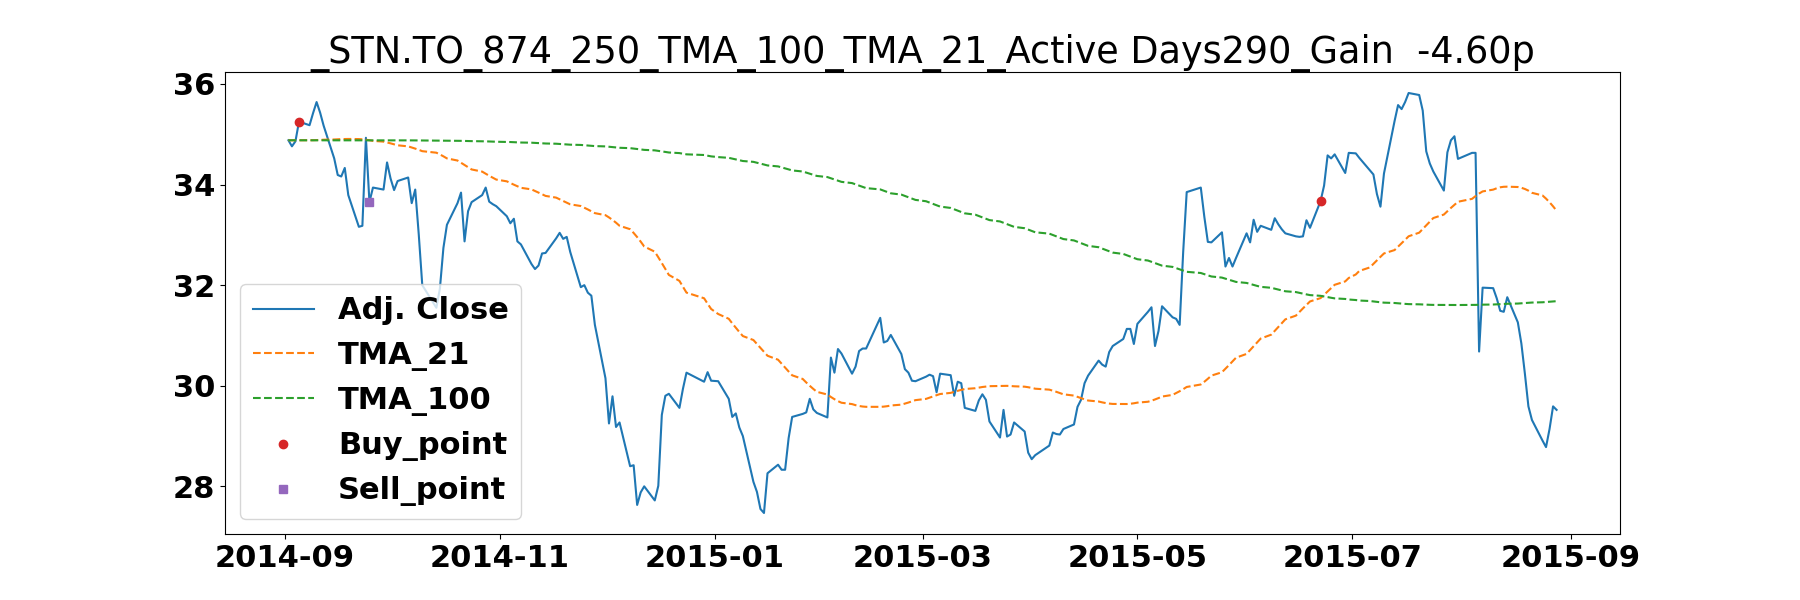 _STN.TO_874_250_TMA_100_TMA_21_Active Days290_Gain  -4.60p
36
34
32
30
28
Adj. Close
TMA_21
TMA_100
Buy_point
Sell_point
2014-09 2014-11 2015-01 2015-03 2015-05 2015-07 2015-09